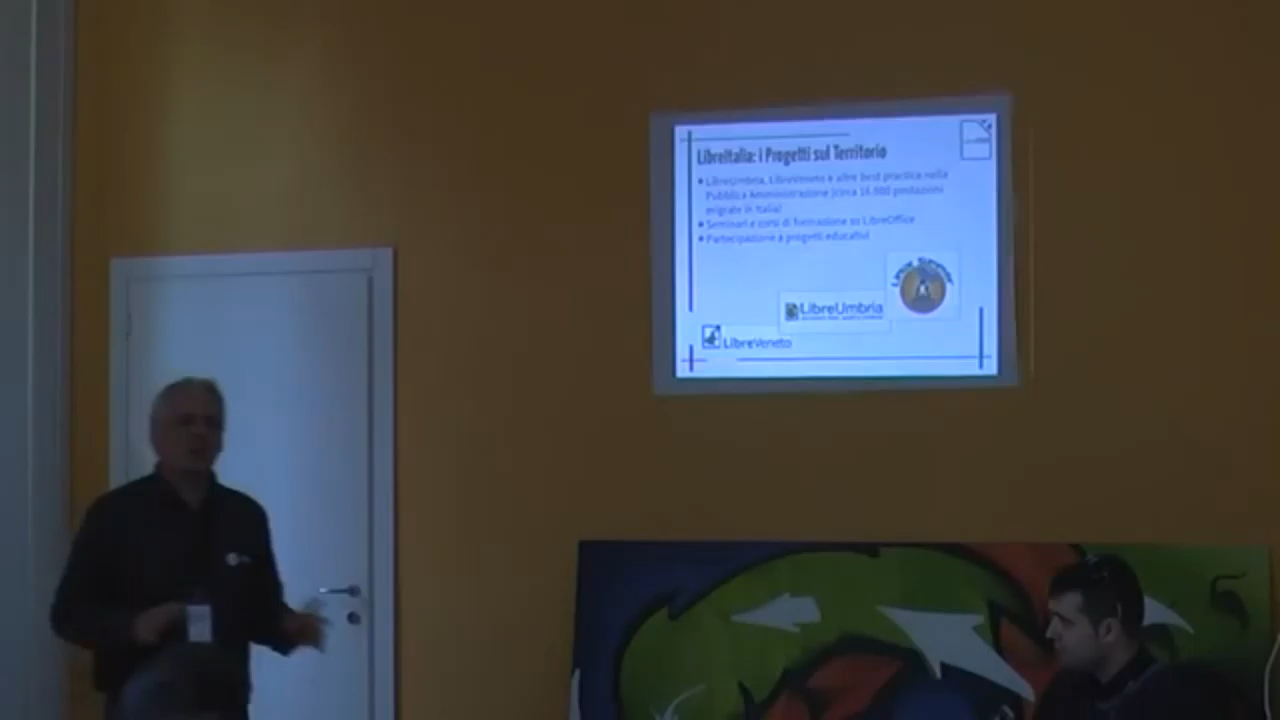 LibreItalia: i Progetti sul Territorio
LibreUmbria, LibreVeneto e altre best practice nella
Pubblica Amministrazione (circa 16.000 postazioni
migrate in Italia)
Seminari e corsi di formazione su LibreOffice
Partecipazione a progetti educativi
LibreUmbria
LibreVeneto